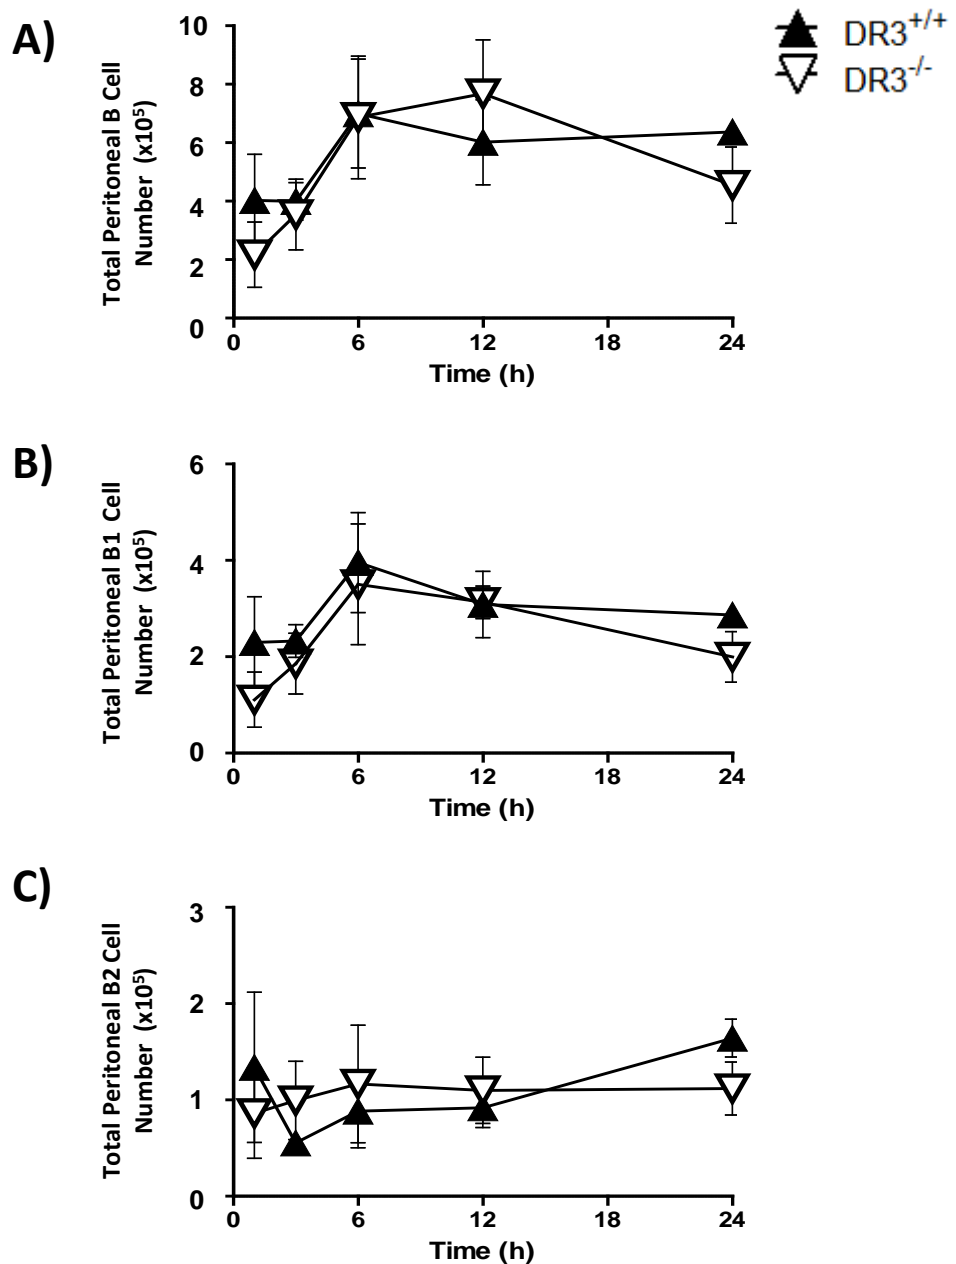 A)
DR3+/+
DR3-/-
Total Peritoneal B Cell
Number (x10⁵)
10
8
6
4
2
0
0 6 12 18 24
Time (h)
B)
Total Peritoneal B1 Cell
Number (x10⁵)
6
4
2
0
0 6 12 18 24
Time (h)
C)
Total Peritoneal B2 Cell
Number (x10⁵)
3
2
1
0
0 6 12 18 24
Time (h)